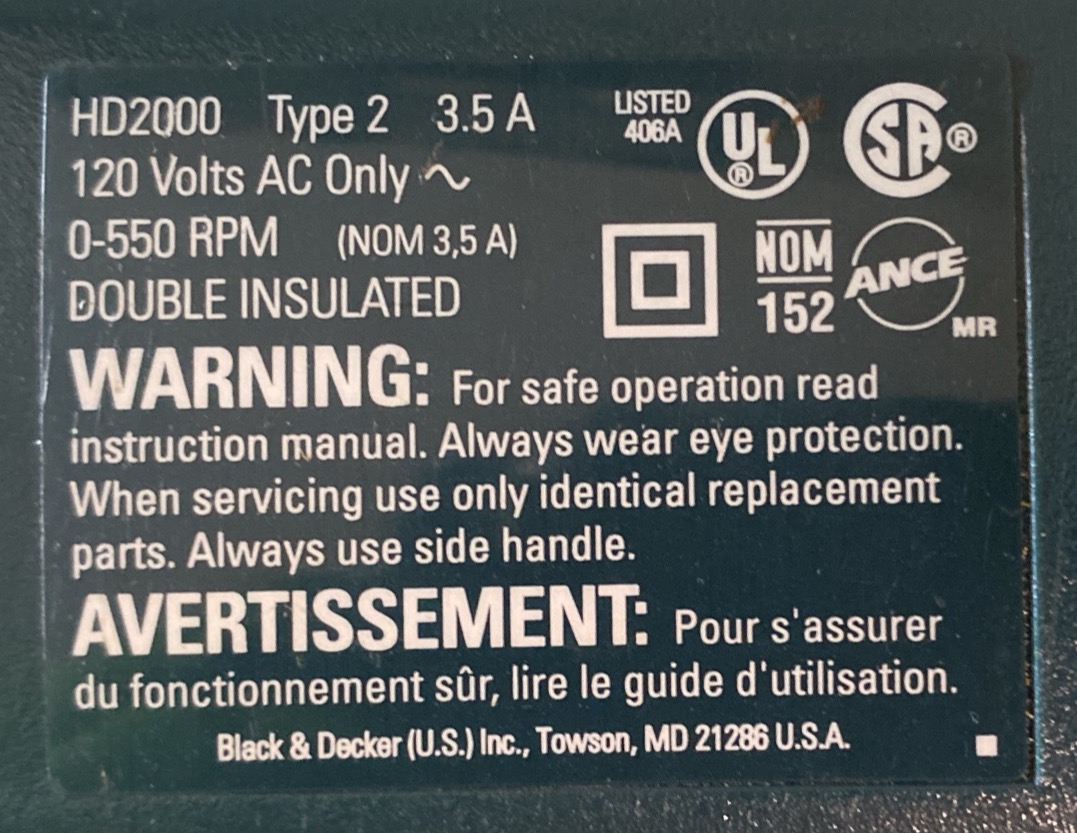 HD2000 Type 2 3.5 A
LISTED
406A
UL®
SA®
120 Volts AC Only ~
0-550 RPM (NOM 3,5 A)
DOUBLE INSULATED
NOM
152
ANCE
MR
WARNING: For safe operation read
instruction manual. Always wear eye protection.
When servicing use only identical replacement
parts. Always use side handle.
AVERTISSEMENT: Pour s'assurer
du fonctionnement sûr, lire le guide d'utilisation.
Black & Decker (U.S.) Inc., Towson, MD 21286 U.S.A.